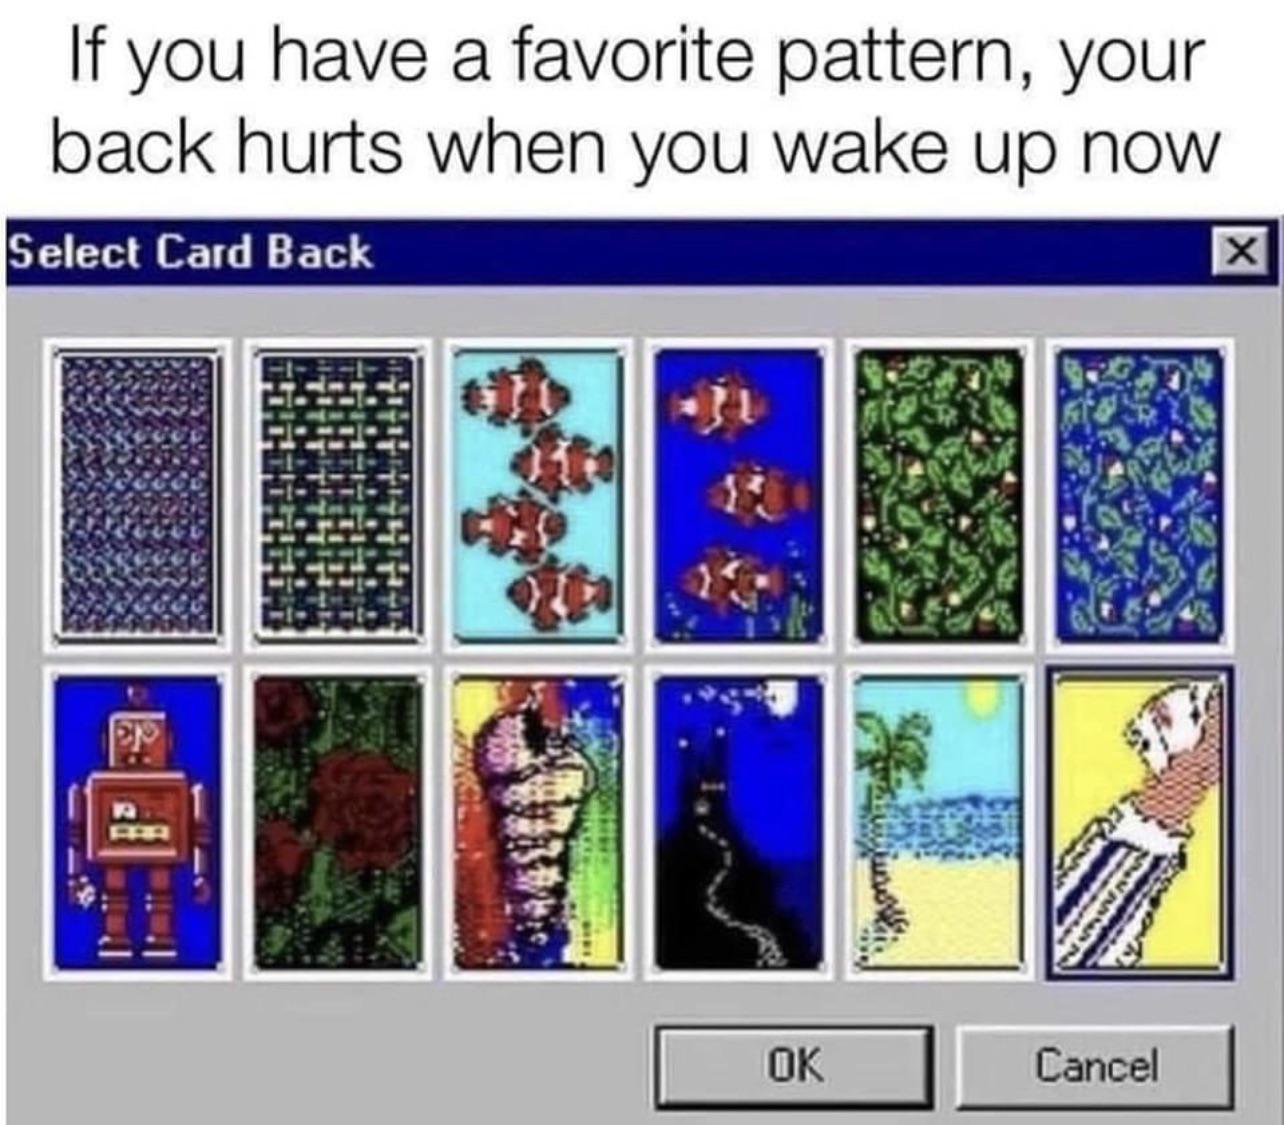 If you have a favorite pattern, your
back hurts when you wake up now
Select Card Back
OK
Cancel